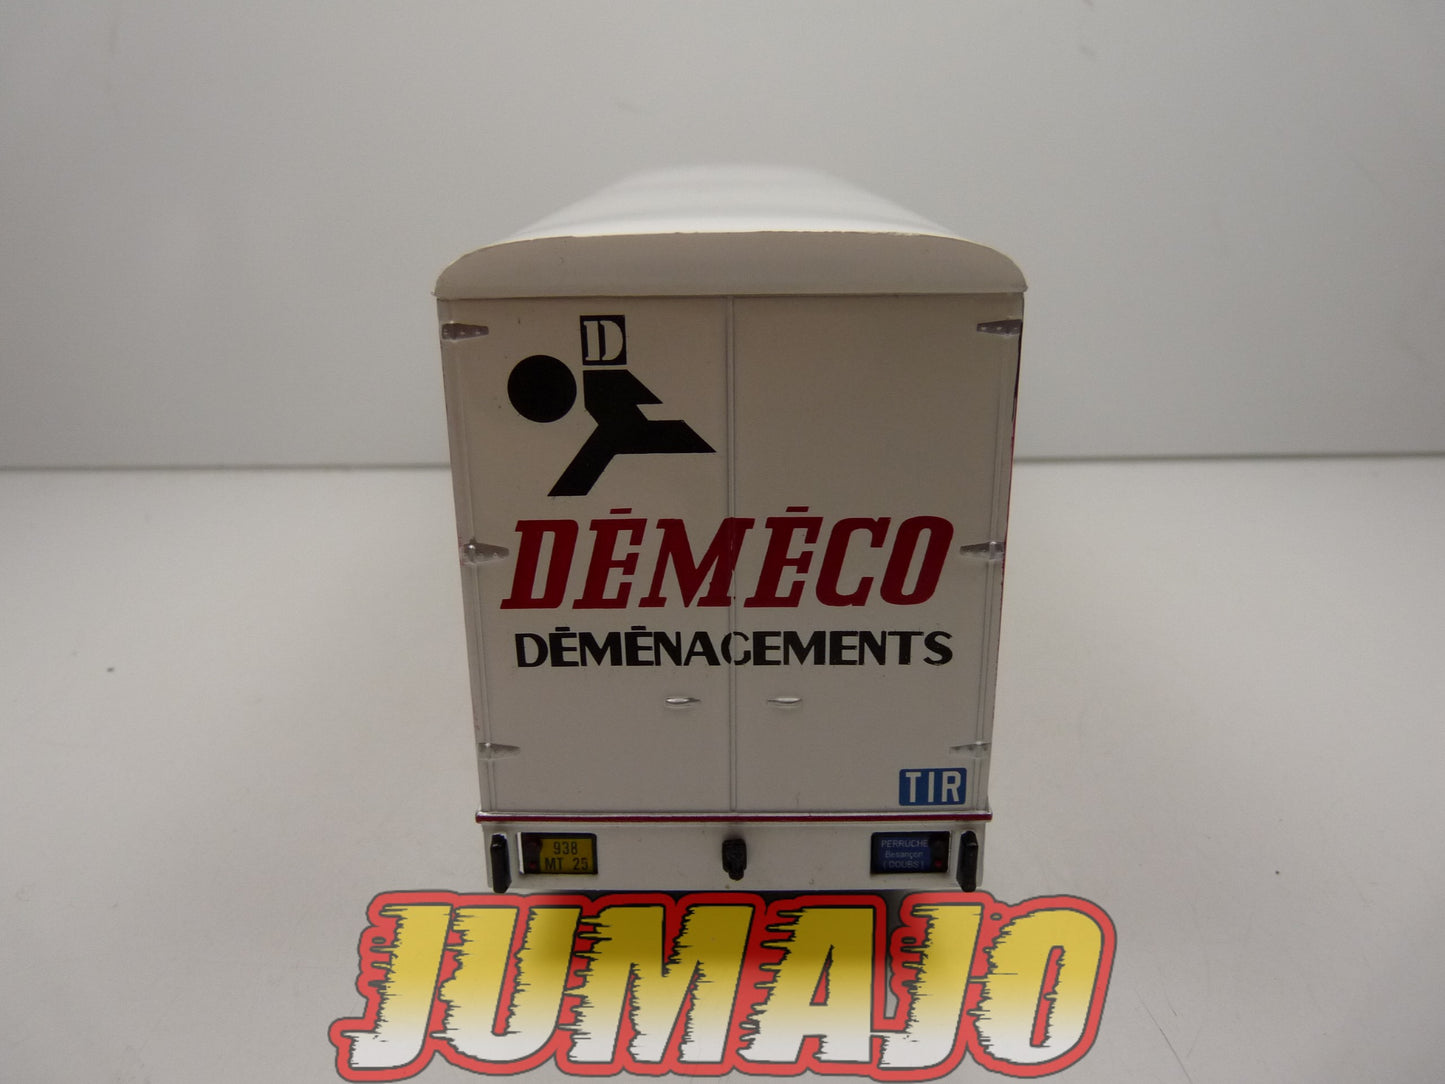 D
DĒMĒCO
DĒMĒNAGEMENTS
TIR
938
MT 25
PERRUCHE
Besançon
( DOUBS )
JUMAJO